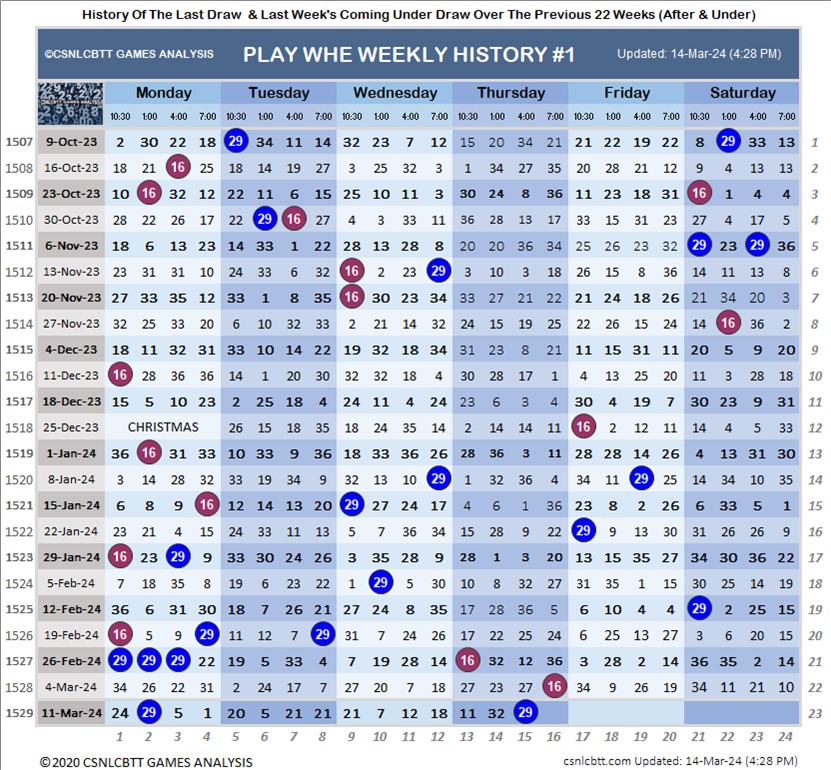 History Of The Last Draw & Last Week's Coming Under Draw Over The Previous 22 Weeks (After & Under)
©CSNLCBTT GAMES ANALYSIS PLAY WHE WEEKLY HISTORY #1 Updated: 14-Mar-24 (4:28 PM)
CSNLCBTT GAMES ANALYSIS Monday Tuesday Wednesday Thursday Friday Saturday
10:30 1:00 4:00 7:00 10:30 1:00 4:00 7:00 10:30 1:00 4:00 7:00 10:30 1:00 4:00 7:00 10:30 1:00 4:00 7:00 10:30 1:00 4:00 7:00
1507 9-Oct-23 2 30 22 18 29 34 11 14 32 23 7 12 15 20 34 21 21 22 19 22 8 29 33 13 1
1508 16-Oct-23 18 21 16 25 18 14 19 27 3 25 32 3 1 34 27 35 20 28 21 12 9 4 13 13 2
1509 23-Oct-23 10 16 32 12 22 11 6 15 25 10 11 3 30 24 8 36 11 23 18 31 16 1 4 4 3
1510 30-Oct-23 28 22 26 17 22 29 16 27 4 3 33 11 36 28 13 17 33 15 31 23 27 4 17 5 4
1511 6-Nov-23 18 6 13 23 14 33 1 22 28 13 28 8 20 20 36 34 25 26 23 32 29 23 29 36 5
1512 13-Nov-23 23 31 31 10 24 33 6 32 16 2 23 29 3 10 3 18 26 15 8 36 14 11 13 8 6
1513 20-Nov-23 27 33 35 12 33 1 8 35 16 30 23 34 33 27 21 22 21 24 18 26 21 34 20 3 7
1514 27-Nov-23 32 25 33 20 6 10 23 33 2 21 14 32 24 15 19 25 22 26 15 24 14 16 36 2 8
1515 4-Dec-23 18 11 32 31 33 10 14 22 19 32 18 34 31 23 8 21 11 15 31 11 20 1 9 20 9
1516 11-Dec-23 16 28 36 36 14 1 20 30 32 32 18 4 30 28 17 1 4 13 25 20 11 5 28 18 10
1517 18-Dec-23 15 5 10 23 2 25 18 4 24 11 4 24 23 6 3 4 30 4 19 7 30 23 9 31 11
1518 25-Dec-23 CHRISTMAS 26 15 18 35 18 24 35 14 2 14 14 11 16 2 12 11 14 4 5 33 12
1519 1-Jan-24 36 16 31 33 10 33 9 36 18 33 36 26 28 36 3 11 28 28 14 26 4 13 31 30 13
1520 8-Jan-24 3 14 28 32 33 19 34 9 32 13 10 29 1 32 36 4 34 11 29 25 14 34 10 35 14
1521 15-Jan-24 6 8 9 16 12 14 13 20 29 27 24 17 4 6 1 36 23 8 2 26 6 33 5 1 15
1522 22-Jan-24 23 21 4 15 24 33 11 13 5 7 36 34 15 28 9 22 29 9 13 30 31 26 26 9 16
1523 29-Jan-24 16 23 29 9 33 30 24 26 3 35 28 9 28 1 3 20 13 1 35 27 34 30 36 22 17
1524 5-Feb-24 7 18 35 8 19 6 23 22 1 29 5 30 10 8 32 27 31 35 1 15 30 25 14 19 18
1525 12-Feb-24 36 6 31 30 18 7 26 21 27 24 8 35 17 28 36 5 6 10 4 4 29 2 25 15 19
1526 19-Feb-24 16 5 9 29 11 12 7 29 31 7 24 26 17 22 25 24 6 25 13 27 3 6 20 15 20
1527 26-Feb-24 29 29 29 22 19 5 33 4 7 19 28 14 16 32 12 36 3 28 2 14 36 35 2 14 21
1528 4-Mar-24 34 26 22 31 2 24 17 7 27 20 7 18 27 23 27 16 34 9 26 19 34 11 21 10 22
1529 11-Mar-24 24 29 5 1 20 5 21 21 21 7 12 18 11 32 29 23
1 2 3 4 5 6 7 8 9 10 11 12 13 14 15 16 17 18 19 20 21 22 23 24
©2020 CSNLCBTT GAMES ANALYSIS csnlcbtt.com Updated: 14-Mar-24 (4:28 PM)